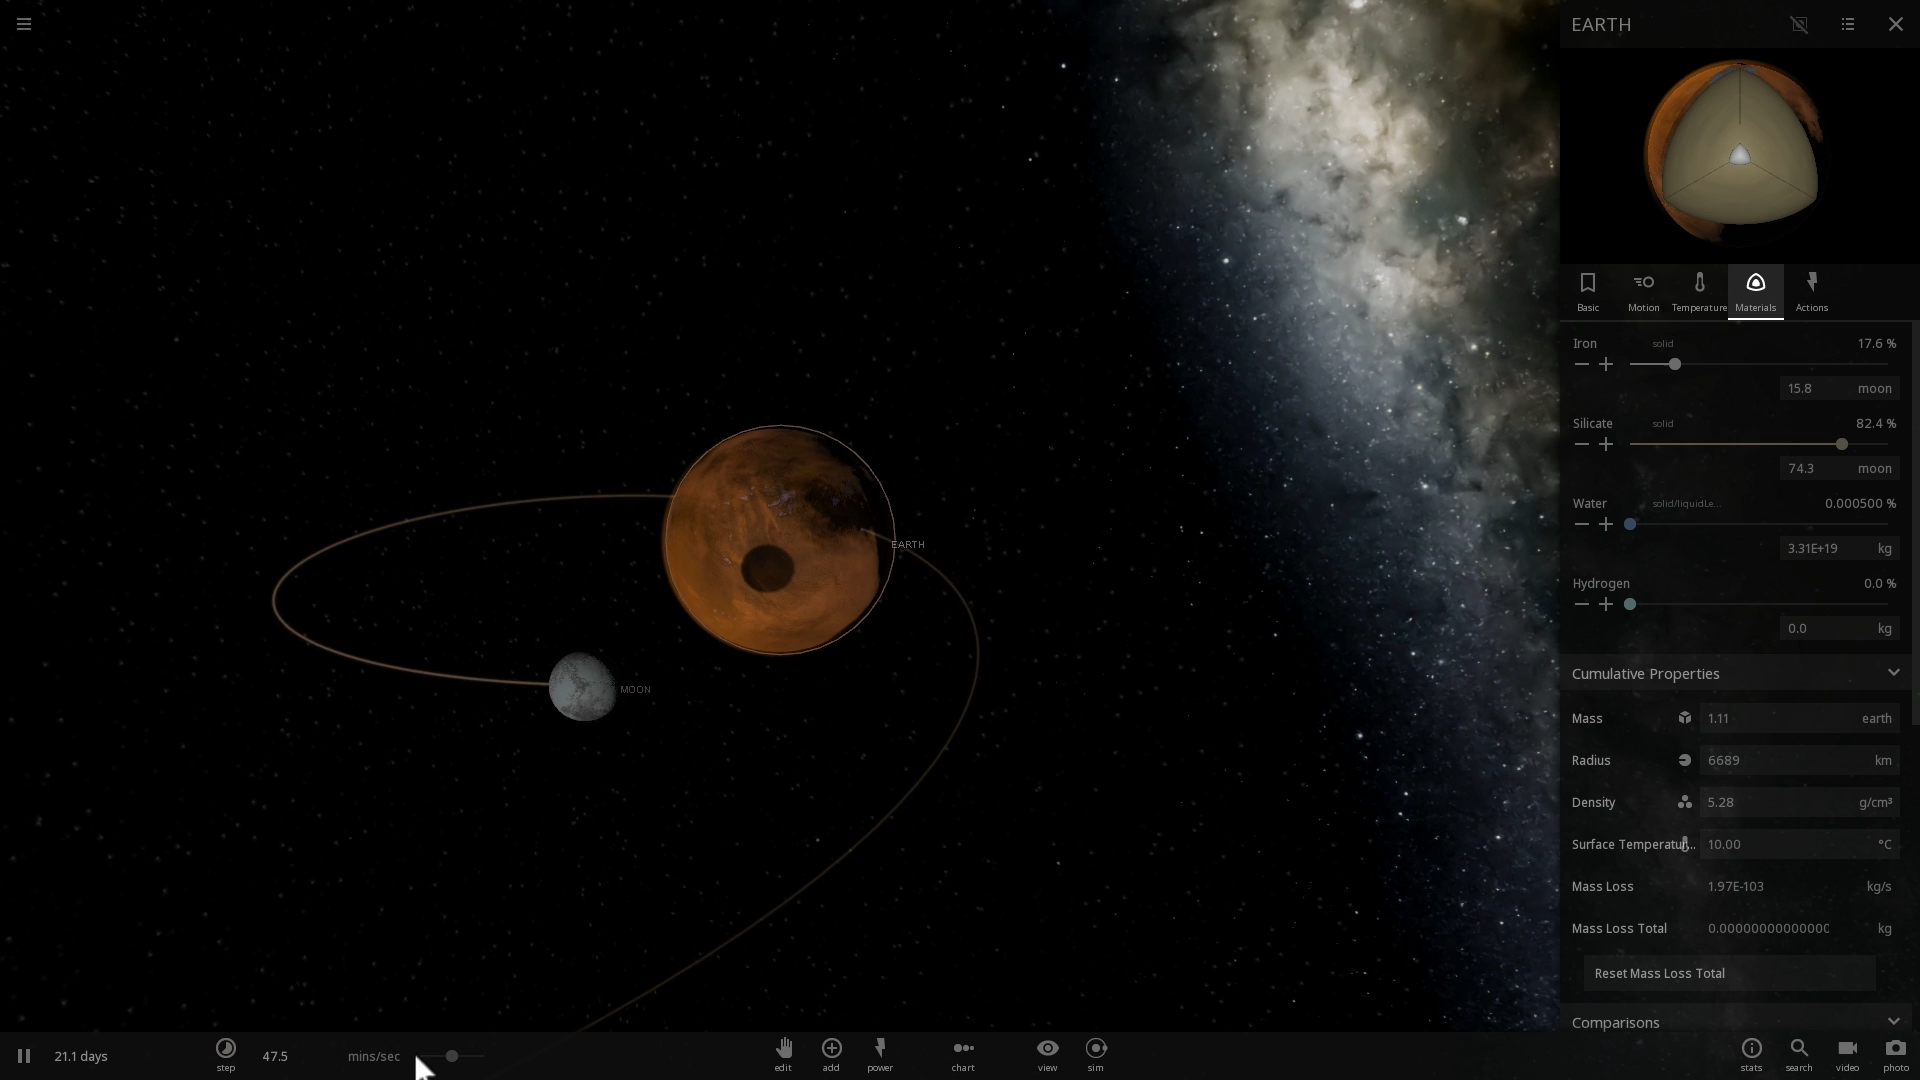 EARTH
Basic Motion Temperature Materials Actions
Iron solid 17.6 %
15.8 moon
Silicate solid 82.4 %
74.3 moon
Water solid/liquidLe... 0.000500 %
3.31E+19 kg
Hydrogen 0.0 %
0.0 kg
Cumulative Properties
Mass 1.11 earth
Radius 6689 km
Density 5.28 g/cm³
Surface Temperatur... 10.00 °C
Mass Loss 1.97E-103 kg/s
Mass Loss Total 0.00000000000000 kg
Reset Mass Loss Total
Comparisons
EARTH
MOON
21.1 days
step
47.5 mins/sec
edit add power chart view sim
stats search video photo